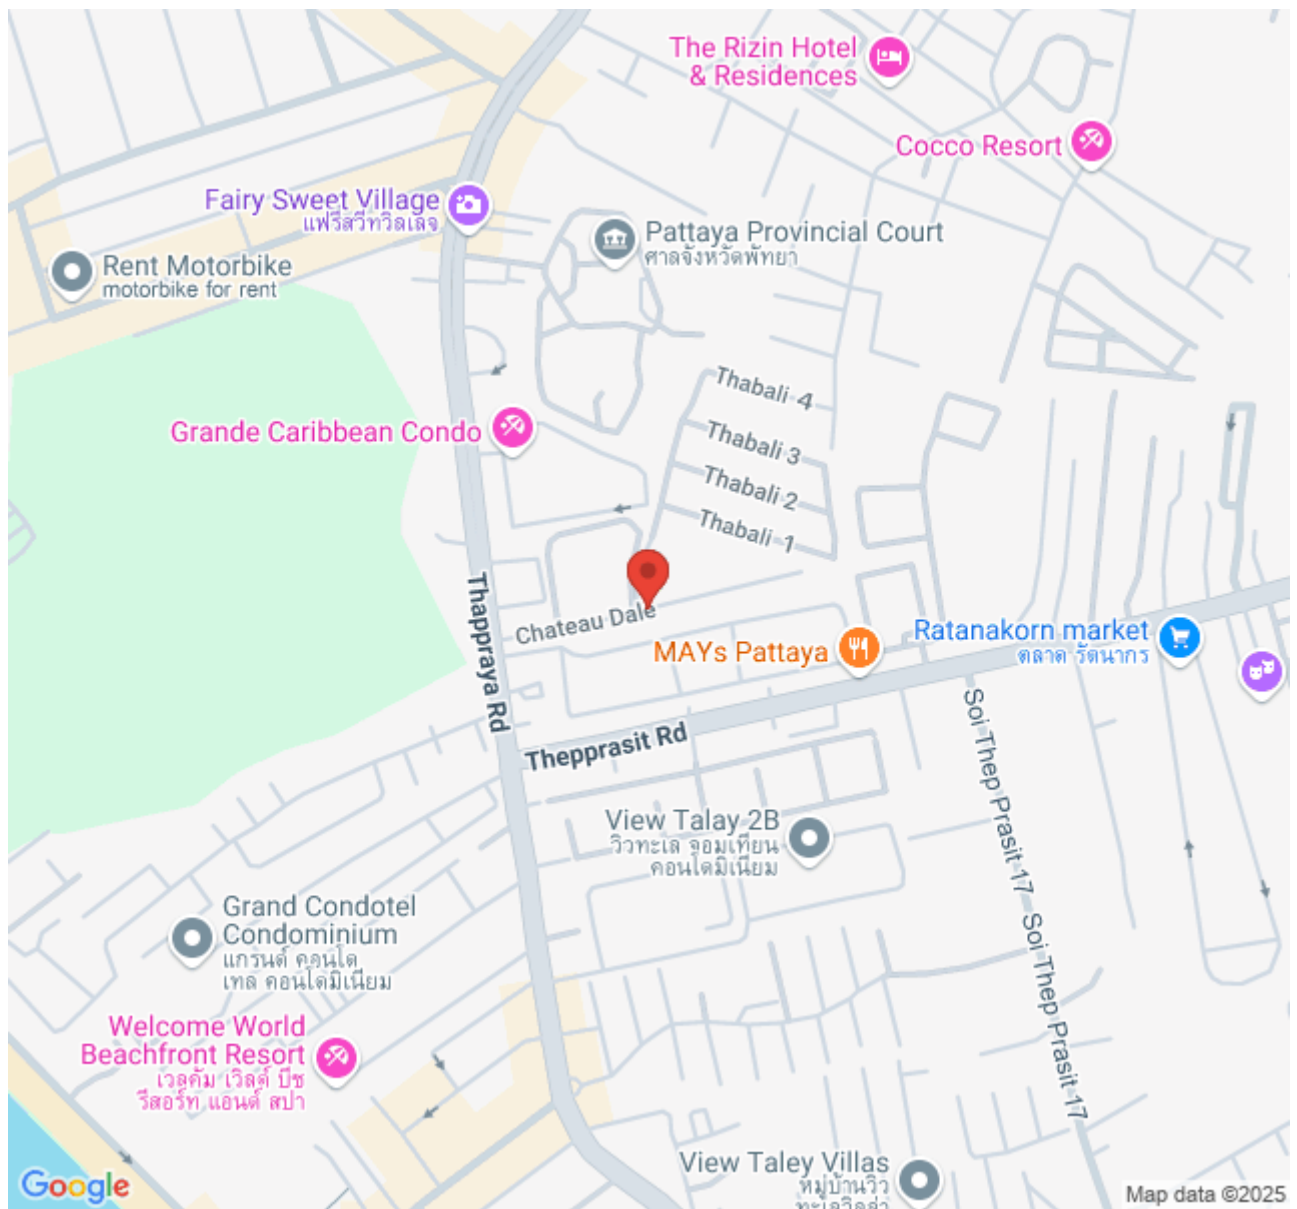 The Rizin Hotel
& Residences
Cocco Resort
Fairy Sweet Village
แฟรีสวีทวิลเลจ
Pattaya Provincial Court
ศาลจังหวัดพัทยา
Rent Motorbike
motorbike for rent
Thabali 4
Grande Caribbean Condo
Thabali 3
Thabali 2
Thabali 1
Thappraya Rd
Chateau Dale
MAYs Pattaya
Ratanakorn market
ตลาด รัตนากร
Thepprasit Rd
Soi Thep Prasit 17
View Talay 2B
วิวทะเล จอมเทียน
คอนโดมิเนียม
Grand Condotel
Condominium
แกรนด์ คอนโด
เทล คอนโดมิเนียม
Soi Thep Prasit 17
Welcome World
Beachfront Resort
เวลคัม เวิลด์ บีช
รีสอร์ท แอนด์ สปา
View Taley Villas
หมู่บ้านวิว
ทะเลวิลล่า
Google
Map data ©2025